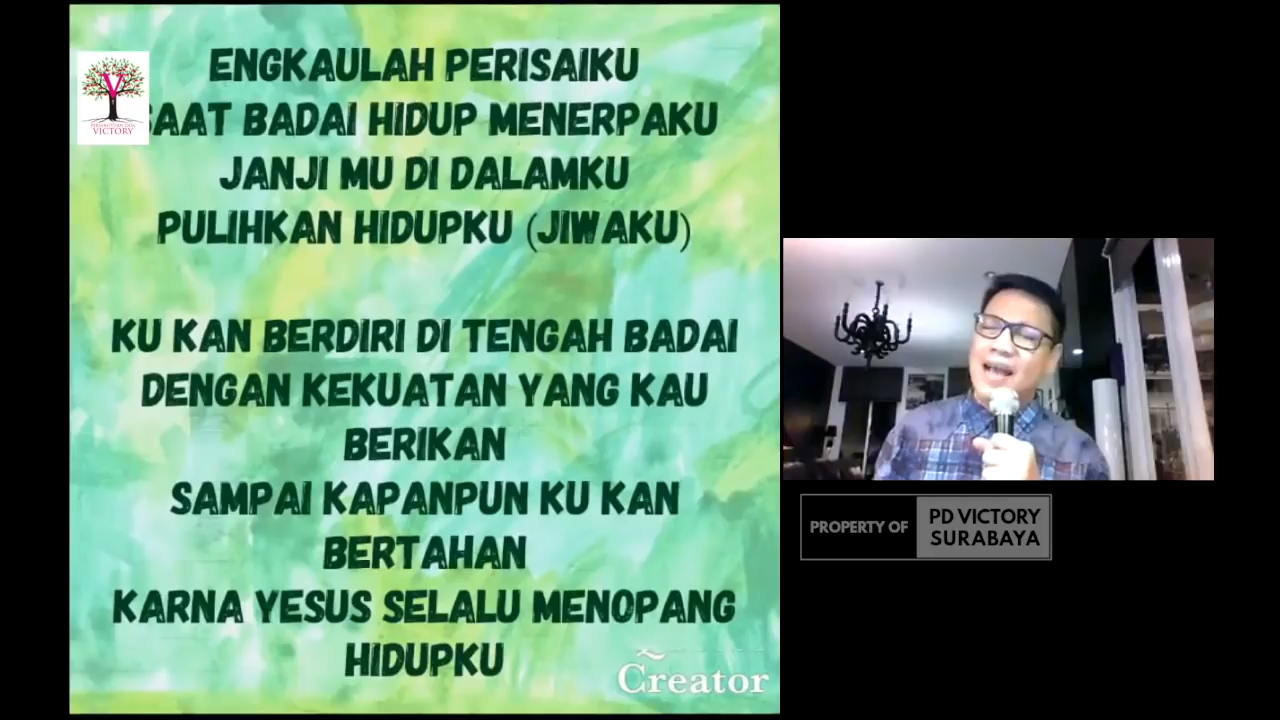 ENGKAULAH PERISAIKU
SAAT BADAI HIDUP MENERPAKU
JANJI MU DI DALAMKU
PULIHKAN HIDUPKU (JIWAKU)
KU KAN BERDIRI DI TENGAH BADAI
DENGAN KEKUATAN YANG KAU
BERIKAN
SAMPAI KAPANPUN KU KAN
BERTAHAN
KARNA YESUS SELALU MENOPANG
HIDUPKU
V
VICTORY
Creator
PROPERTY OF
PD VICTORY
SURABAYA